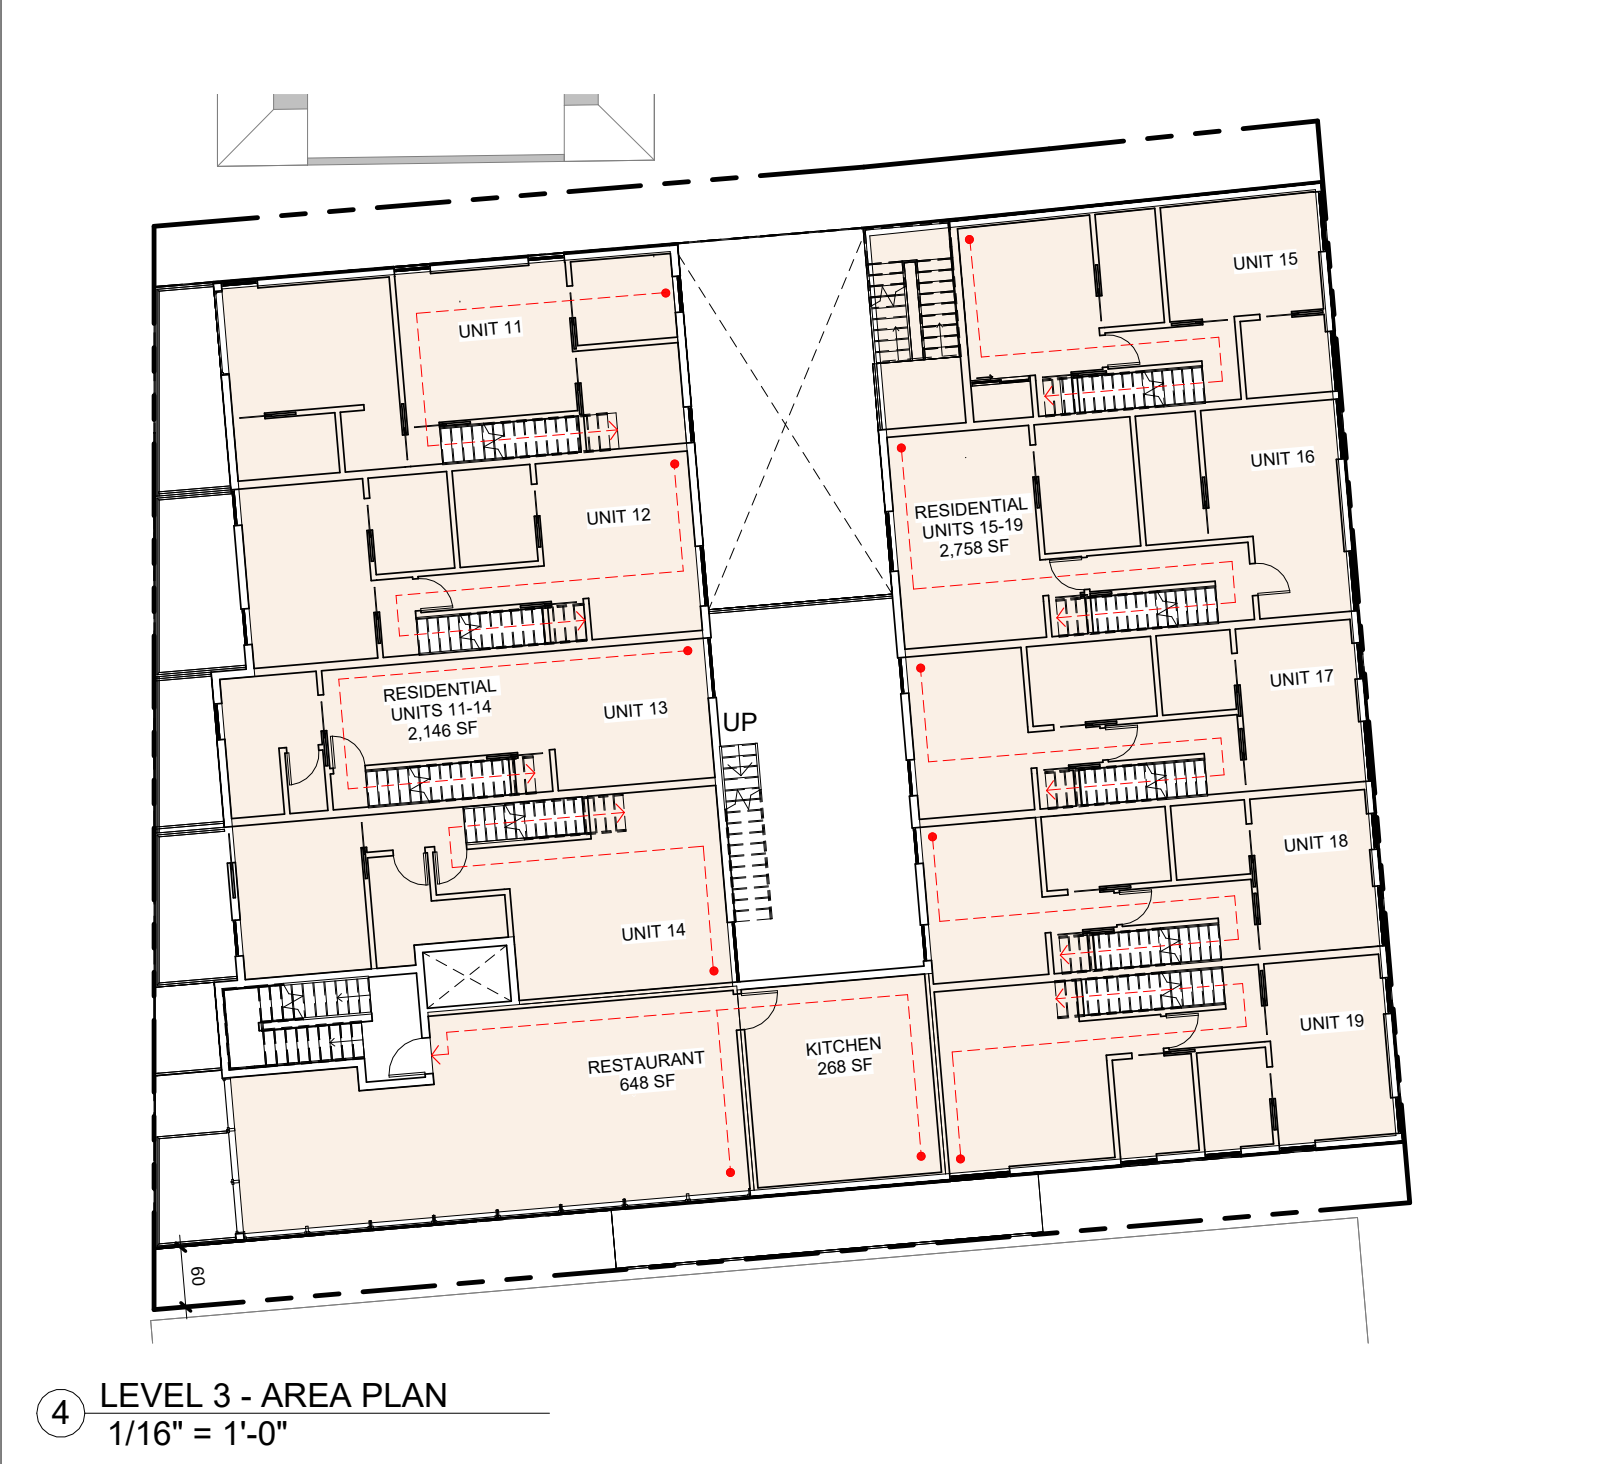 UNIT 11
UNIT 12
RESIDENTIAL
UNITS 11-14
2,146 SF
UNIT 13
UNIT 14
UP
UNIT 15
UNIT 16
RESIDENTIAL
UNITS 15-19
2,758 SF
UNIT 17
UNIT 18
UNIT 19
RESTAURANT
648 SF
KITCHEN
268 SF
60
4
LEVEL 3 - AREA PLAN
1/16" = 1'-0"